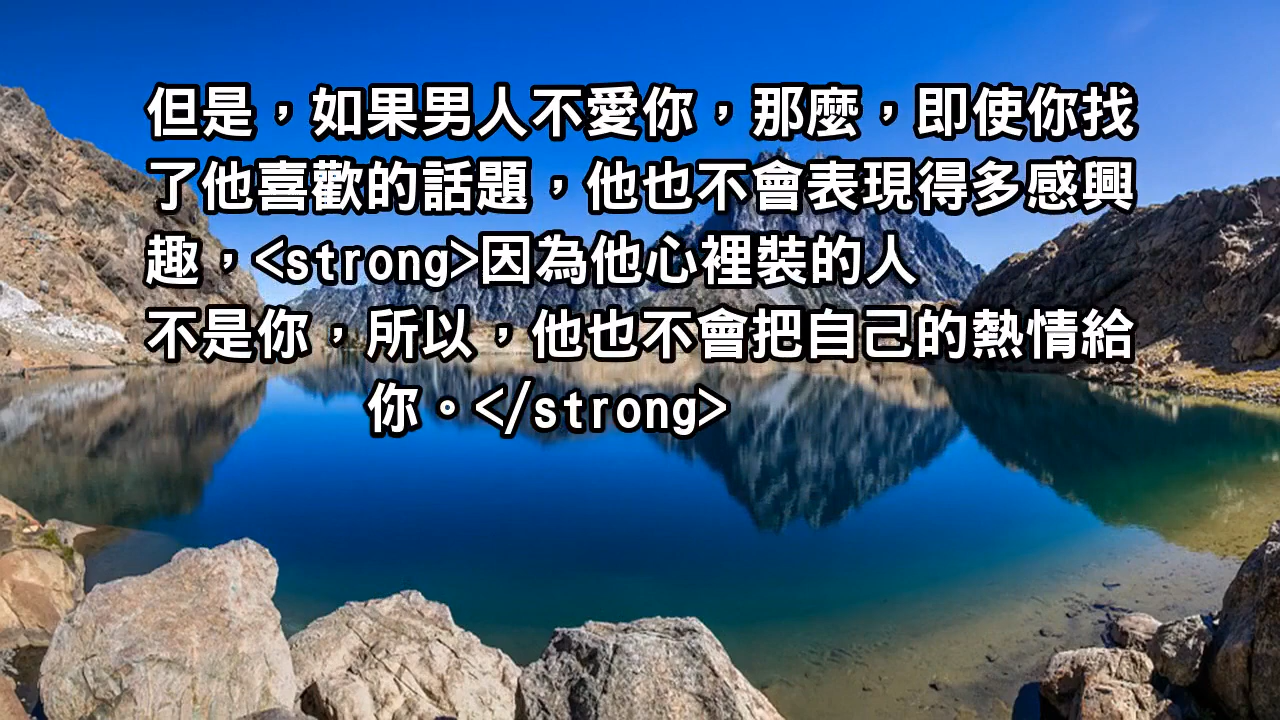 但是，如果男人不愛你，那麼，即使你找
了他喜歡的話題，他也不會表現得多感興
趣，<strong>因為他心裡裝的人
不是你，所以，他也不會把自己的熱情給
你。</strong>